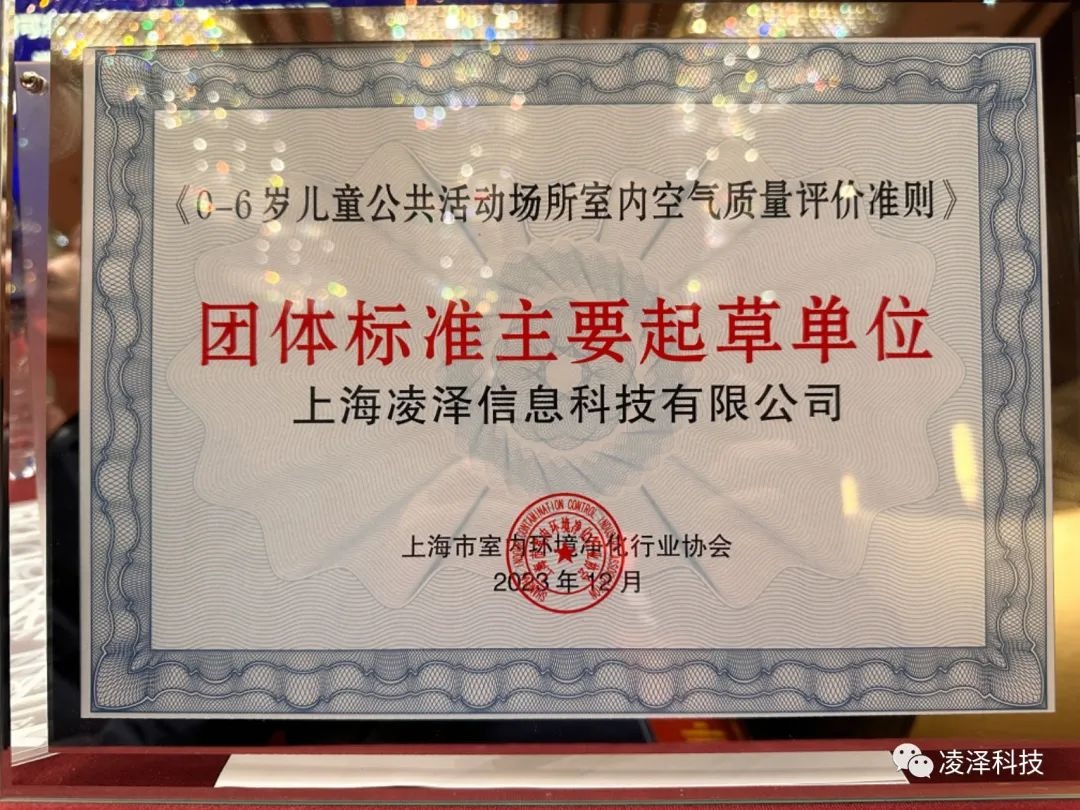 《0-6岁儿童公共活动场所室内空气质量评价准则》
团体标准主要起草单位
上海凌泽信息科技有限公司
上海市室内环境净化行业协会
2023年12月
凌泽科技